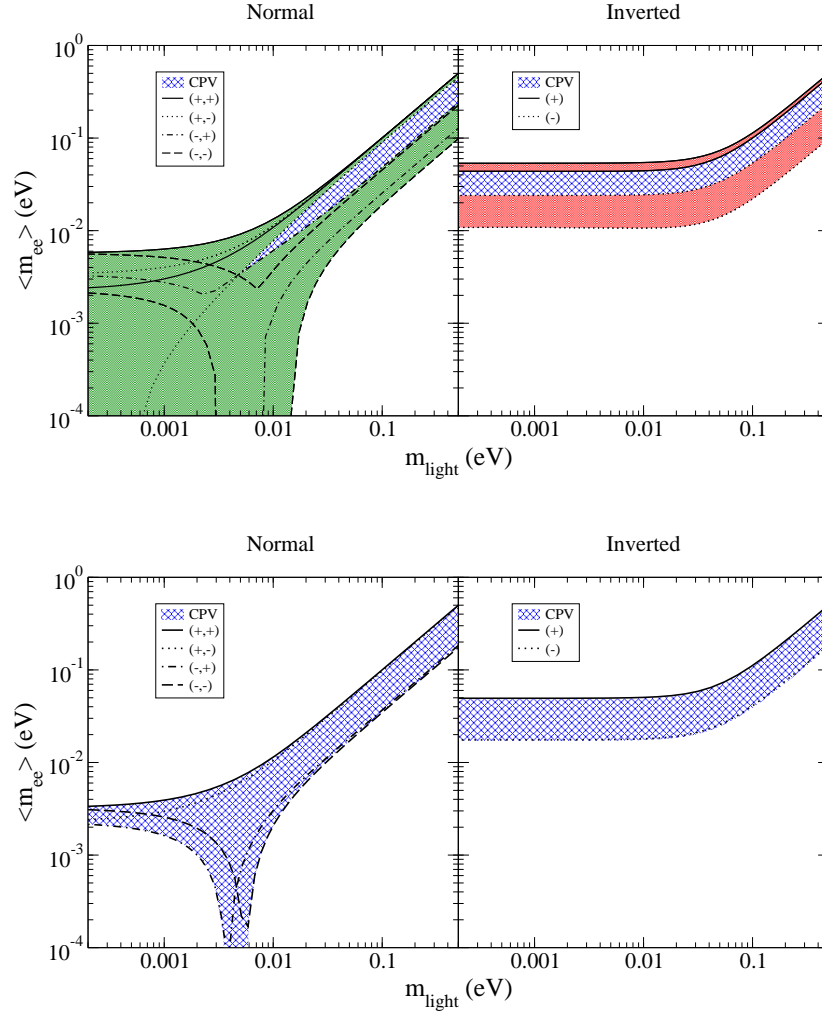 Normal
Inverted
10^0
10^-1
10^-2
10^-3
10^-4
<m_ee> (eV)
CPV
(+,+)
(+,-)
(-,+)
(-,-)
CPV
(+)
(-)
0.001
0.01
0.1
0.001
0.01
0.1
m_light (eV)
m_light (eV)
Normal
Inverted
10^0
10^-1
10^-2
10^-3
10^-4
<m_ee> (eV)
CPV
(+,+)
(+,-)
(-,+)
(-,-)
CPV
(+)
(-)
0.001
0.01
0.1
0.001
0.01
0.1
m_light (eV)
m_light (eV)